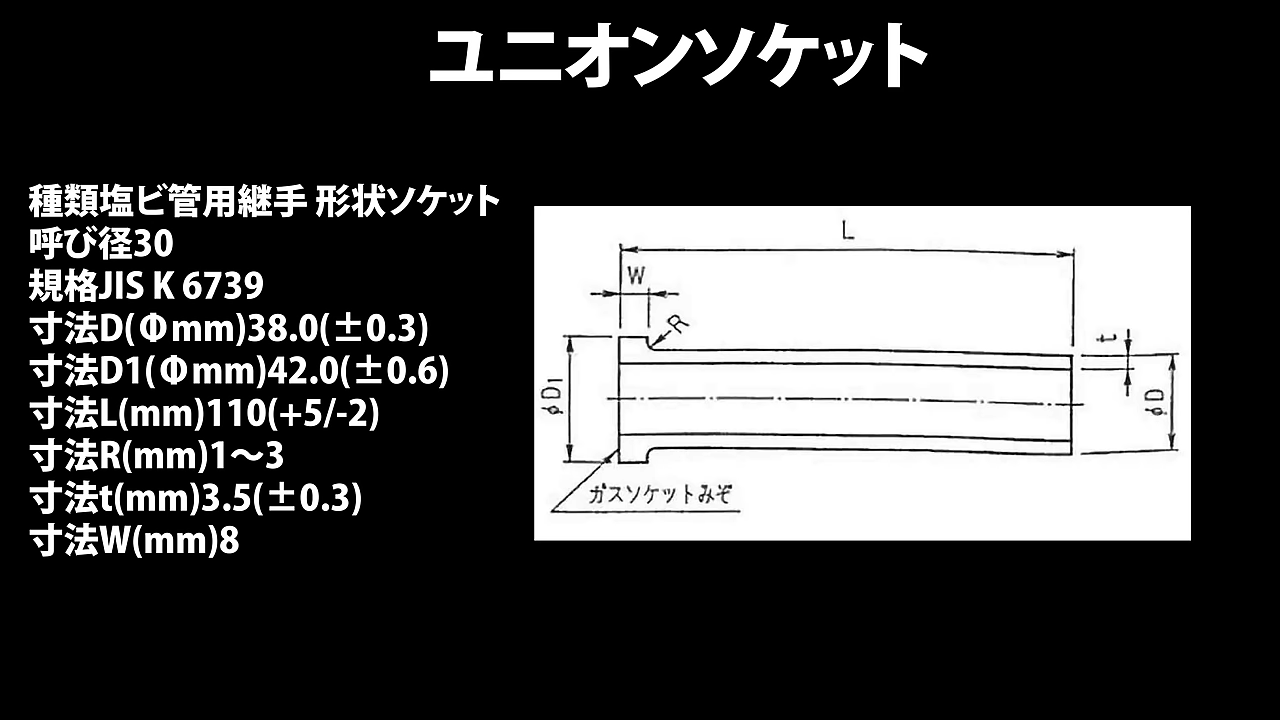 ユニオンソケット
種類塩ビ管用継手 形状ソケット
呼び径30
規格JIS K 6739
寸法D(Φmm)38.0(±0.3)
寸法D1(Φmm)42.0(±0.6)
寸法L(mm)110(+5/-2)
寸法R(mm)1～3
寸法t(mm)3.5(±0.3)
寸法W(mm)8
L
W
R
t
φD1
φD
ガスソケットみぞ